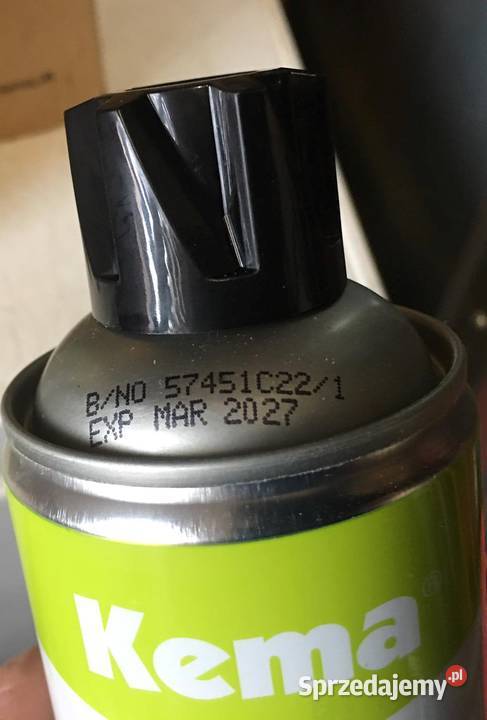 B/NO 57451C22/1
EXP MAR 2027
Kema®
Sprzedajemy.pl